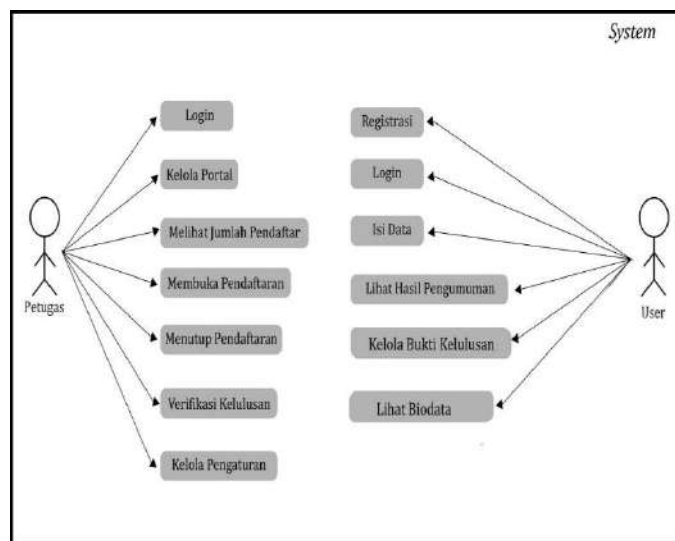 System
Login
Kelola Portal
Melihat Jumlah Pendaftar
Membuka Pendaftaran
Menutup Pendaftaran
Verifikasi Kelulusan
Kelola Pengaturan
Petugas
Registrasi
Login
Isi Data
Lihat Hasil Pengumuman
Kelola Bukti Kelulusan
Lihat Biodata
User